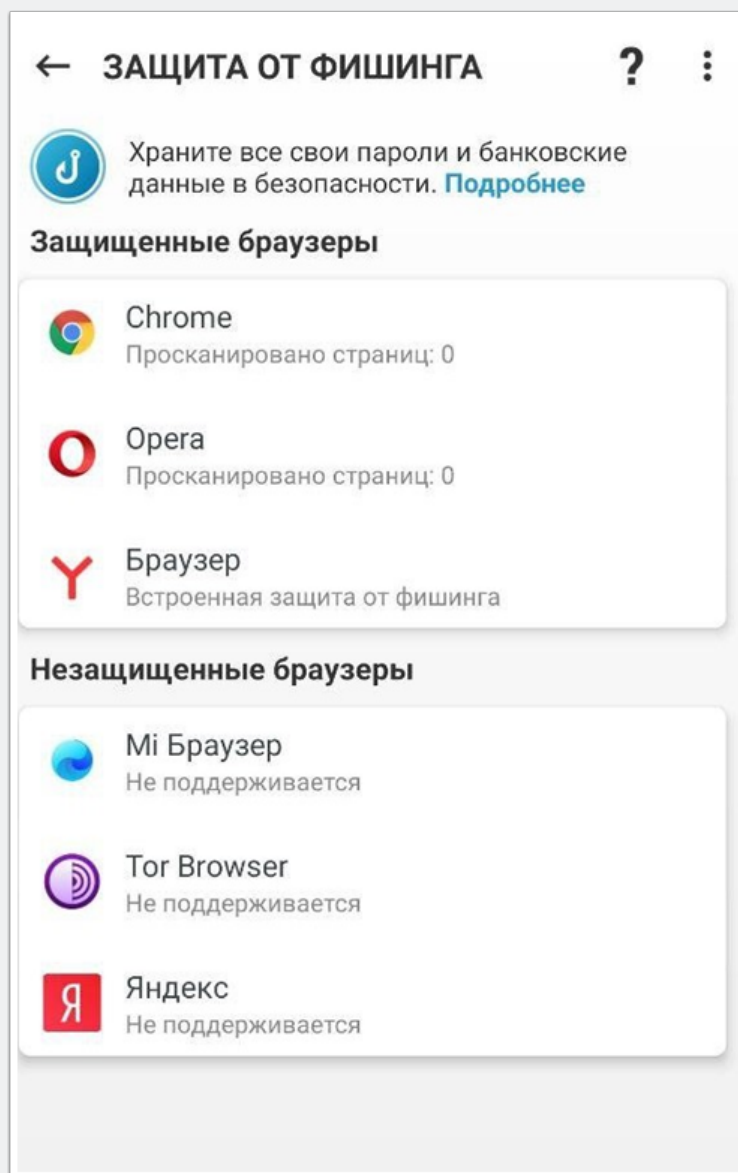 ЗАЩИТА ОТ ФИШИНГА ?
Храните все свои пароли и банковские
данные в безопасности. Подробнее
Защищенные браузеры
Chrome
Просканировано страниц: 0
Opera
Просканировано страниц: 0
Браузер
Встроенная защита от фишинга
Незащищенные браузеры
Mi Браузер
Не поддерживается
Tor Browser
Не поддерживается
Я
Яндекс
Не поддерживается